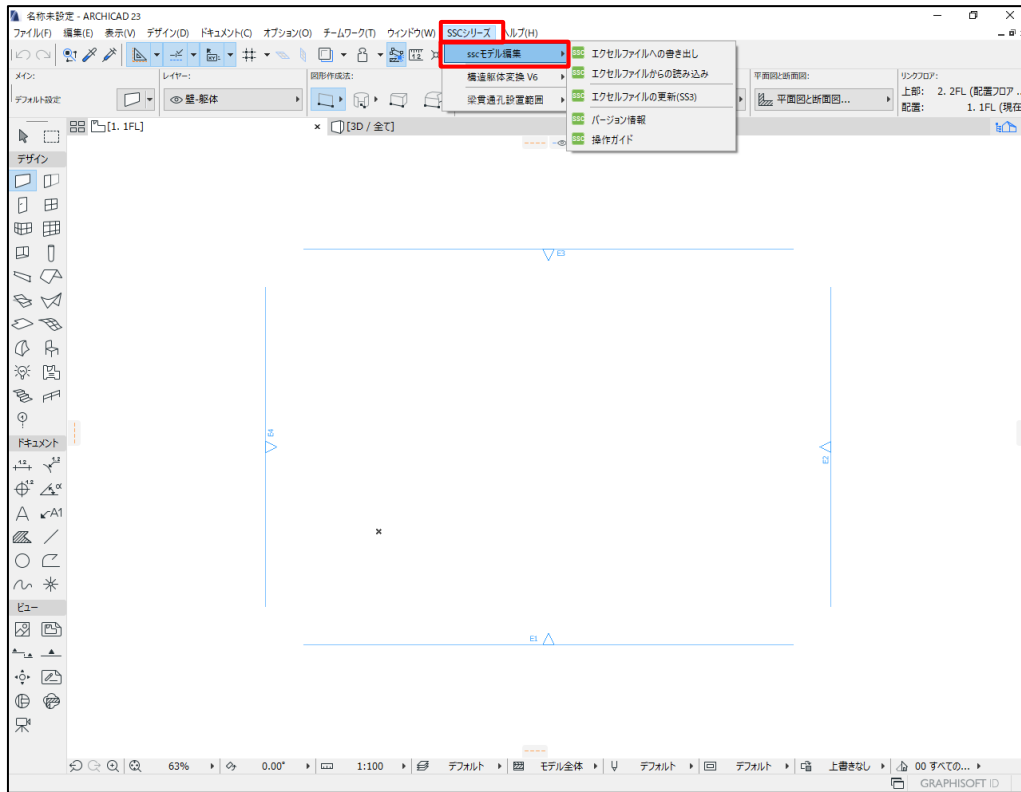 名称未設定 - ARCHICAD 23
ファイル(F) 編集(E) 表示(V) デザイン(D) ドキュメント(C) オプション(O) チームワーク(T) ウィンドウ(W) SSCシリーズ ヘルプ(H)
sscモデル編集
構造躯体変換 V6
梁貫通孔設置範囲
SSC エクセルファイルへの書き出し
SSC エクセルファイルからの読み込み
SSC エクセルファイルの更新(SS3)
SSC バージョン情報
SSC 操作ガイド
メイン:
デフォルト設定
レイヤー:
壁-躯体
図形作成法:
平面図と断面図:
平面図と断面図...
リンクフロア:
上部: 2. 2FL (配置フロア ..
配置: 1. 1FL (現在
[1. 1FL]
[3D / 全て]
デザイン
ドキュメント
1.2
1.2
1.2
α
A
A1
ビュー
E3
E4
E2
E1
63%
0.00°
1:100
デフォルト
モデル全体
デフォルト
デフォルト
上書きなし
00 すべての...
GRAPHISOFT ID